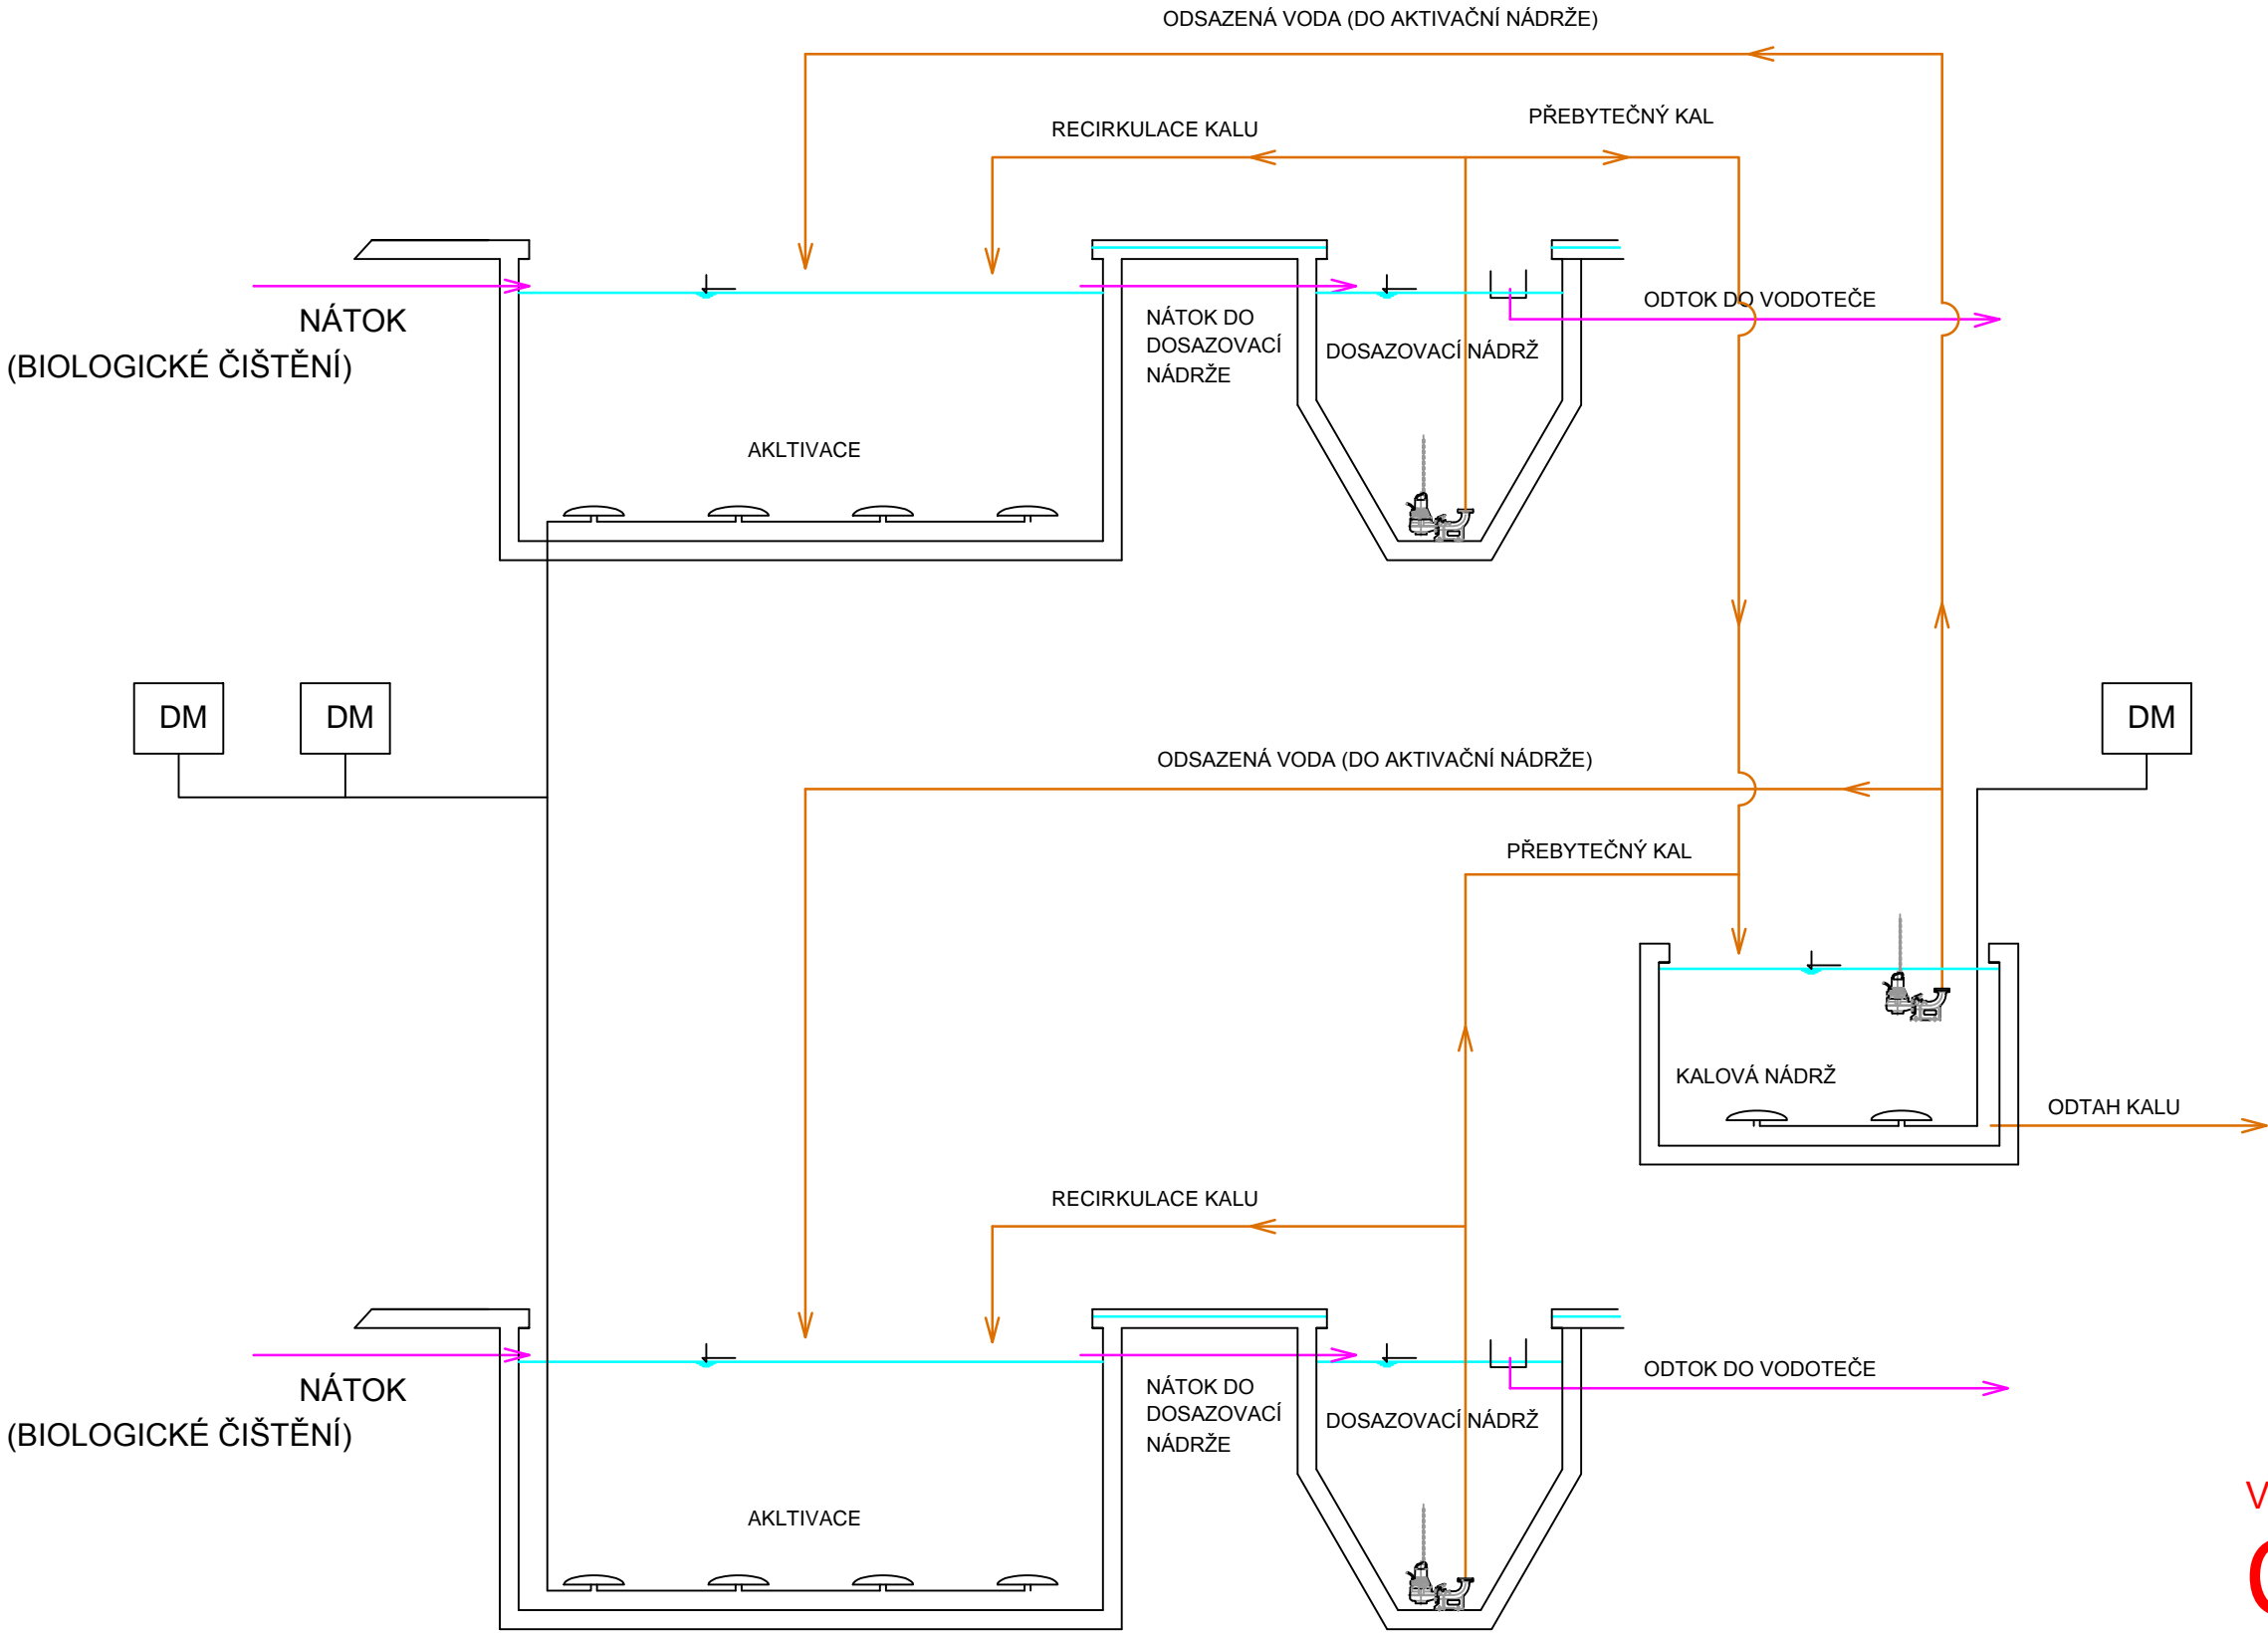 ODSAZENÁ VODA (DO AKTIVAČNÍ NÁDRŽE)
PŘEBYTEČNÝ KAL
RECIRKULACE KALU
NÁTOK
(BIOLOGICKÉ ČIŠTĚNÍ)
NÁTOK DO
DOSAZOVACÍ
NÁDRŽE
DOSAZOVACÍ NÁDRŽ
ODTOK DO VODOTEČE
AKLTIVACE
DM
DM
DM
ODSAZENÁ VODA (DO AKTIVAČNÍ NÁDRŽE)
PŘEBYTEČNÝ KAL
KALOVÁ NÁDRŽ
ODTAH KALU
RECIRKULACE KALU
NÁTOK
(BIOLOGICKÉ ČIŠTĚNÍ)
NÁTOK DO
DOSAZOVACÍ
NÁDRŽE
DOSAZOVACÍ NÁDRŽ
ODTOK DO VODOTEČE
AKLTIVACE